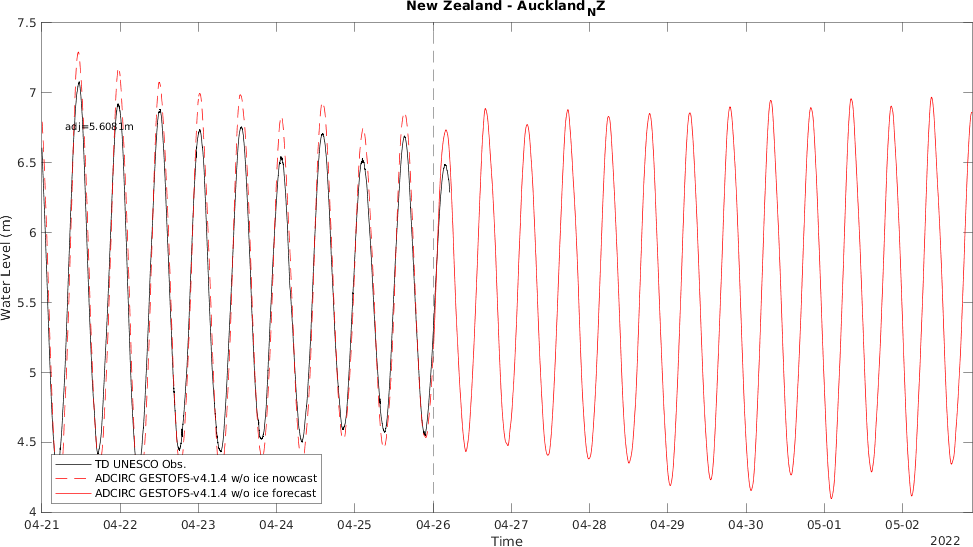 New Zealand - Auckland_NZ
7.5
7
6.5
6
5.5
5
4.5
4
Water Level (m)
adj=5.6081m
TD UNESCO Obs.
ADCIRC GESTOFS-v4.1.4 w/o ice nowcast
ADCIRC GESTOFS-v4.1.4 w/o ice forecast
04-21 04-22 04-23 04-24 04-25 04-26 04-27 04-28 04-29 04-30 05-01 05-02
Time
2022